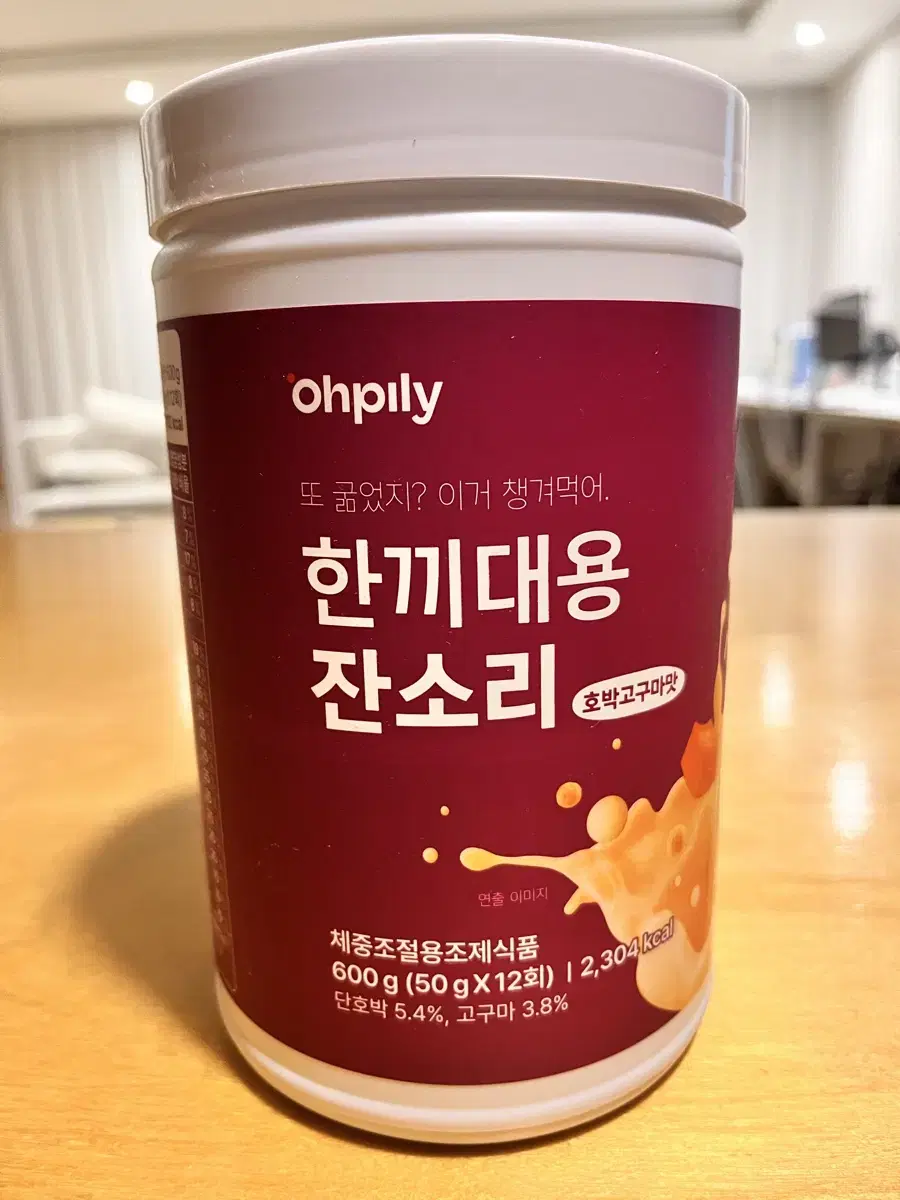 Ohpily
또 굶었지? 이거 챙겨먹어.
한끼대용
잔소리
호박고구마맛
연출 이미지
체중조절용조제식품
600 g (50 g X 12회) | 2,304 kcal
단호박 5.4%, 고구마 3.8%